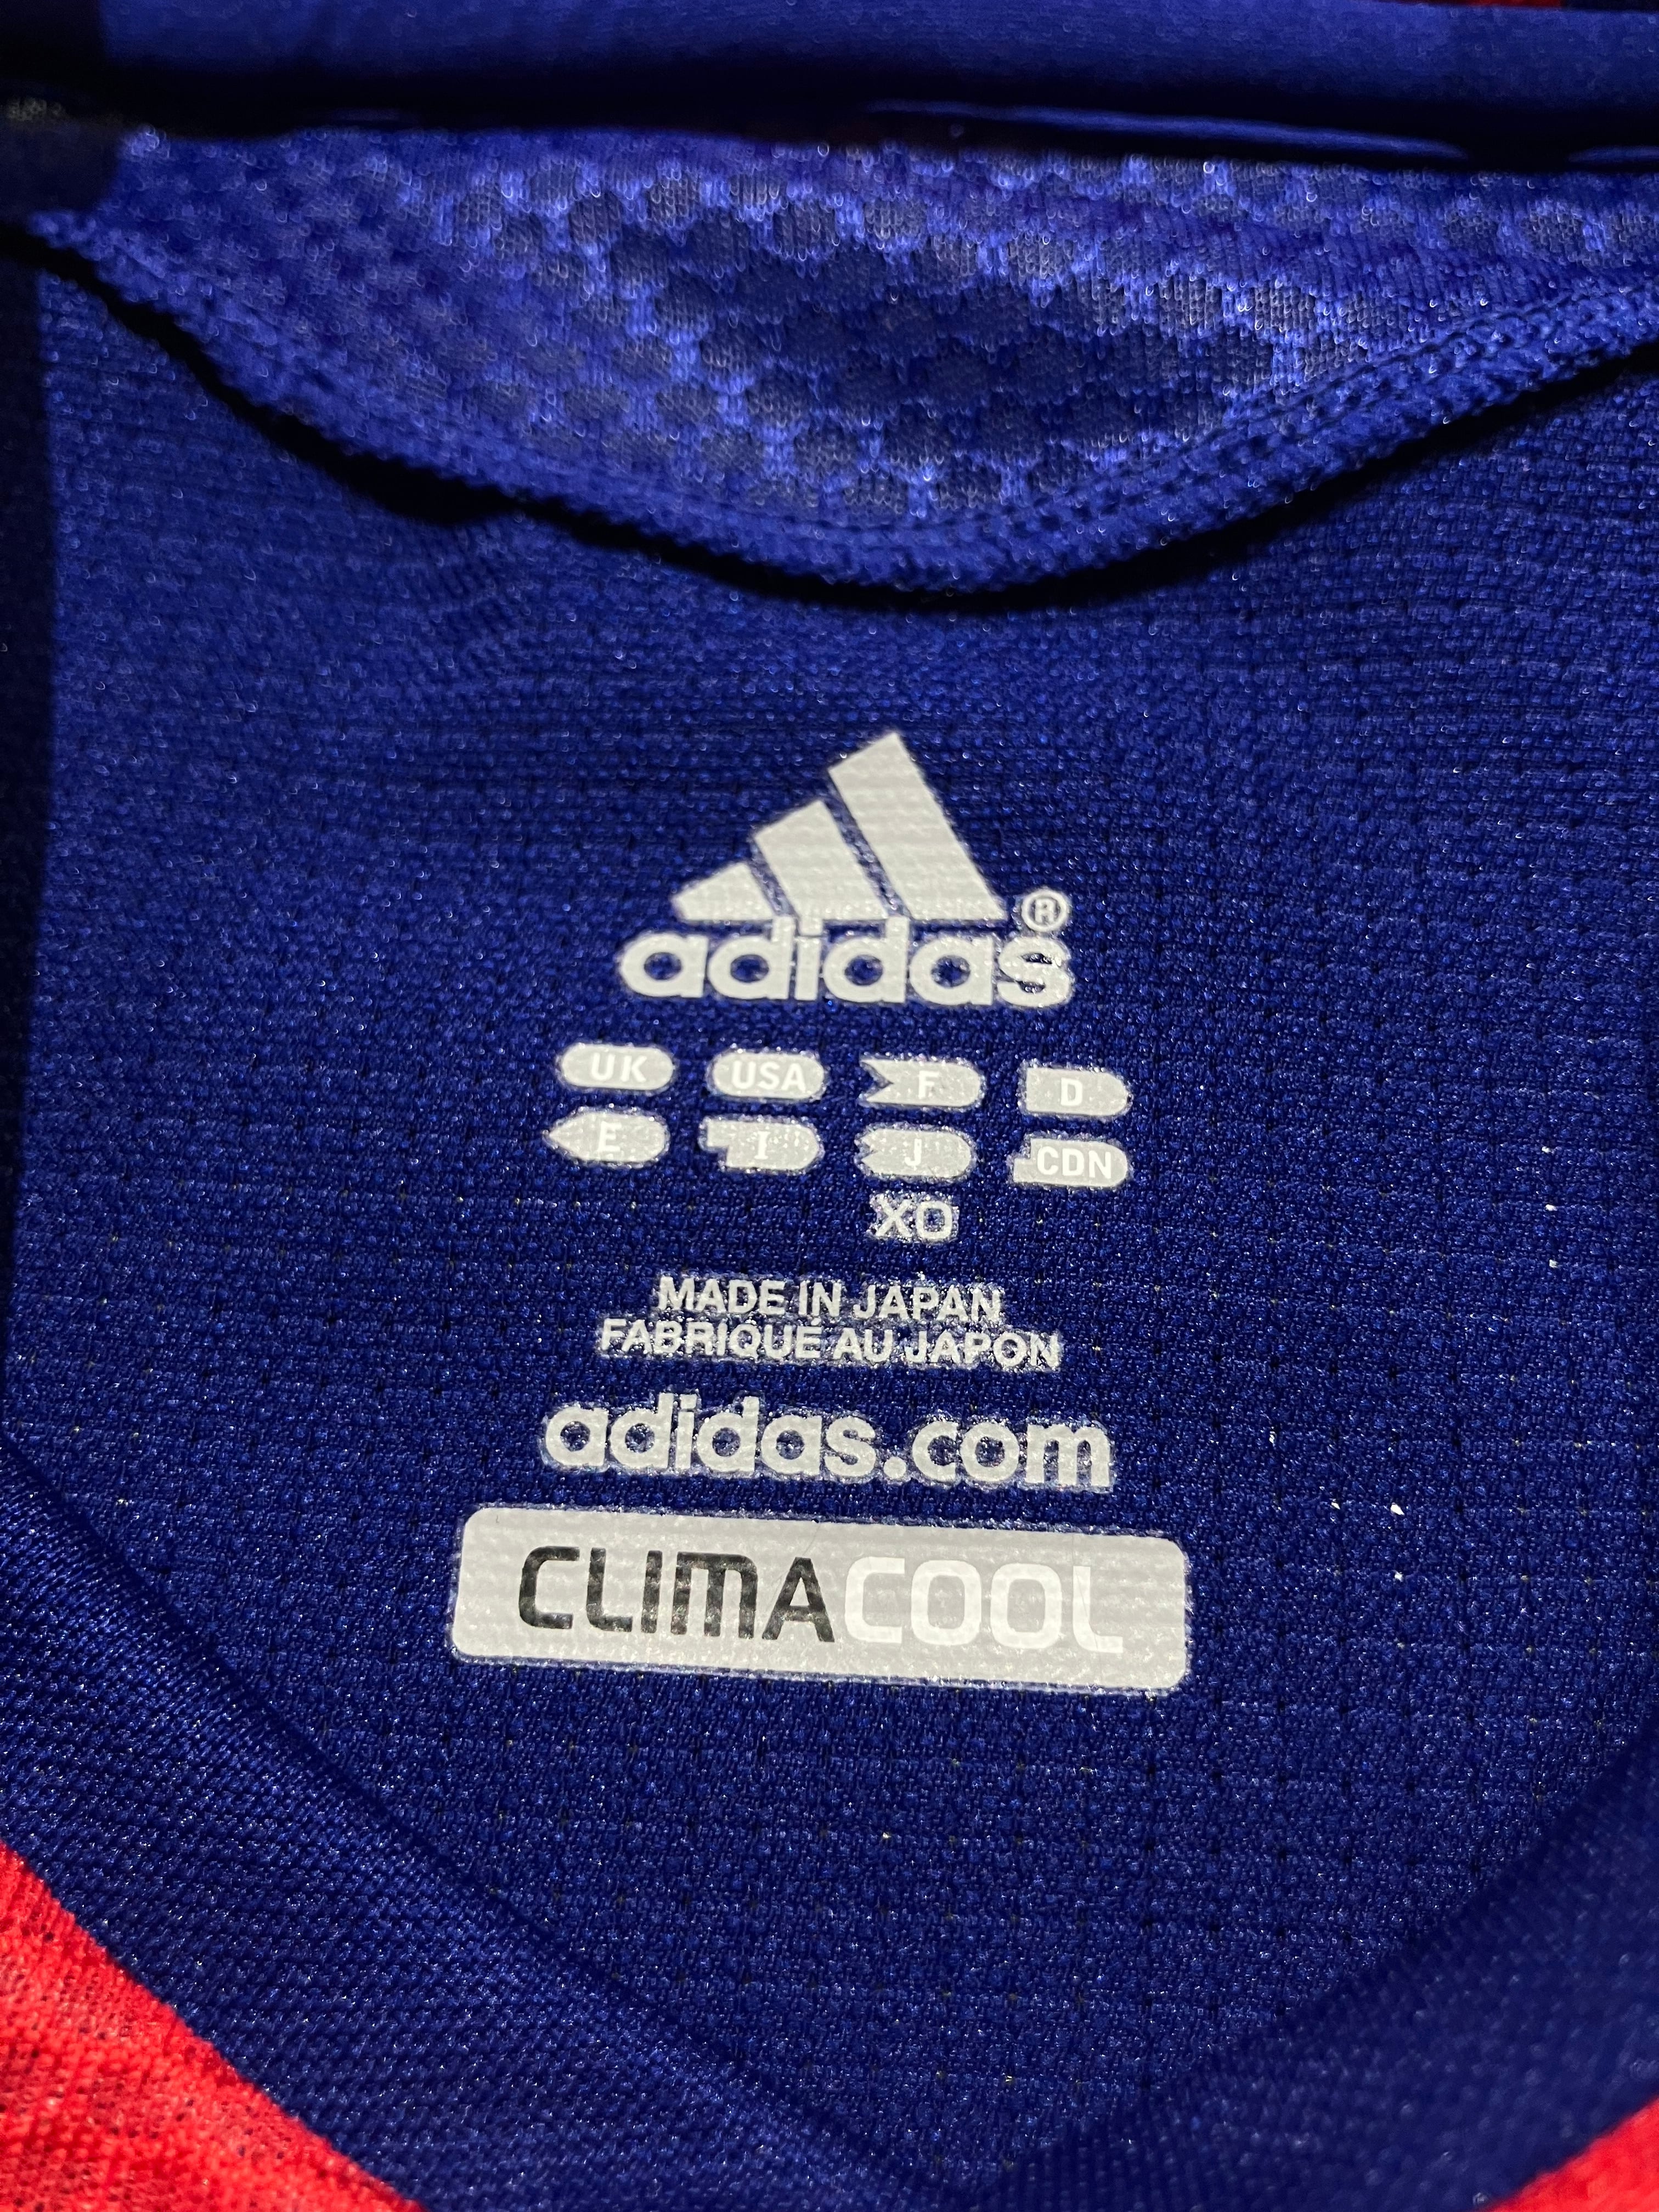 adidas®
UK USA F D
E I J CDN
XO
MADE IN JAPAN
FABRIQUÉ AU JAPON
adidas.com
CLIMACOOL